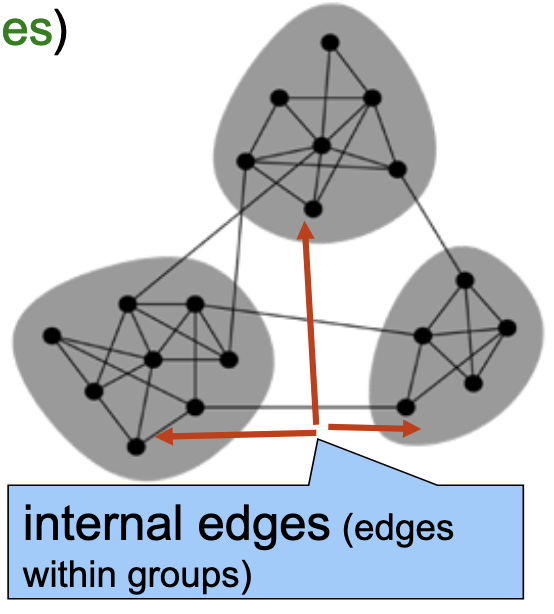 es)
internal edges (edges
within groups)